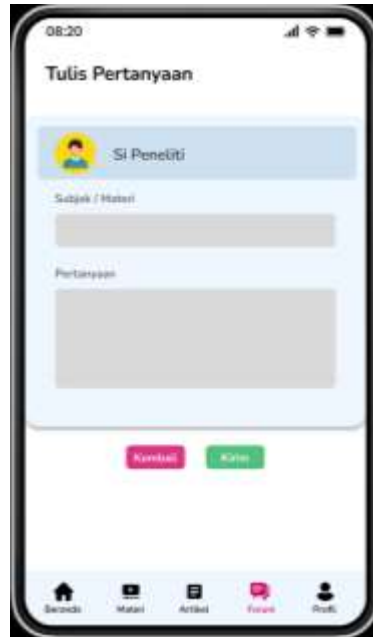 08:20
Tulis Pertanyaan
Si Peneliti
Subjek / Materi
Pertanyaan
Kembali Kirim
Beranda Materi Artikel Forum Profil